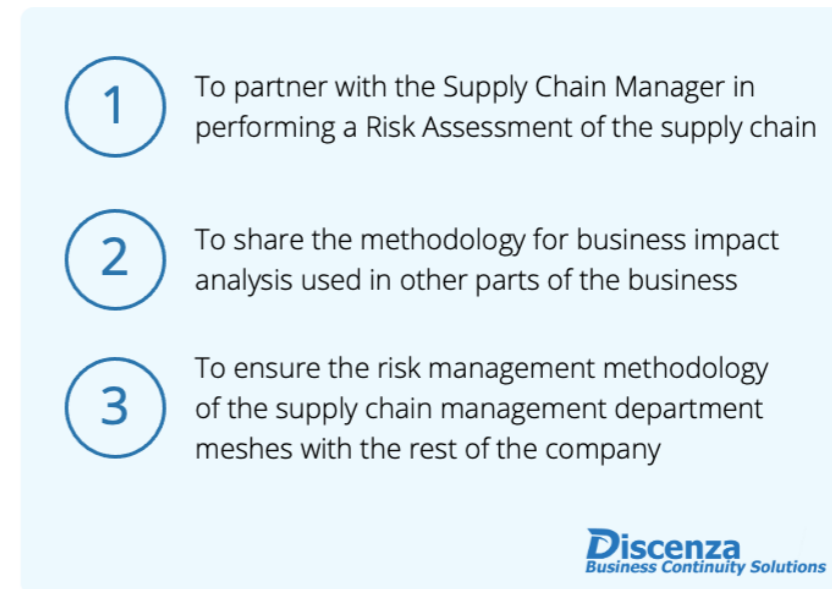 1
To partner with the Supply Chain Manager in
performing a Risk Assessment of the supply chain
2
To share the methodology for business impact
analysis used in other parts of the business
3
To ensure the risk management methodology
of the supply chain management department
meshes with the rest of the company
Discenza
Business Continuity Solutions